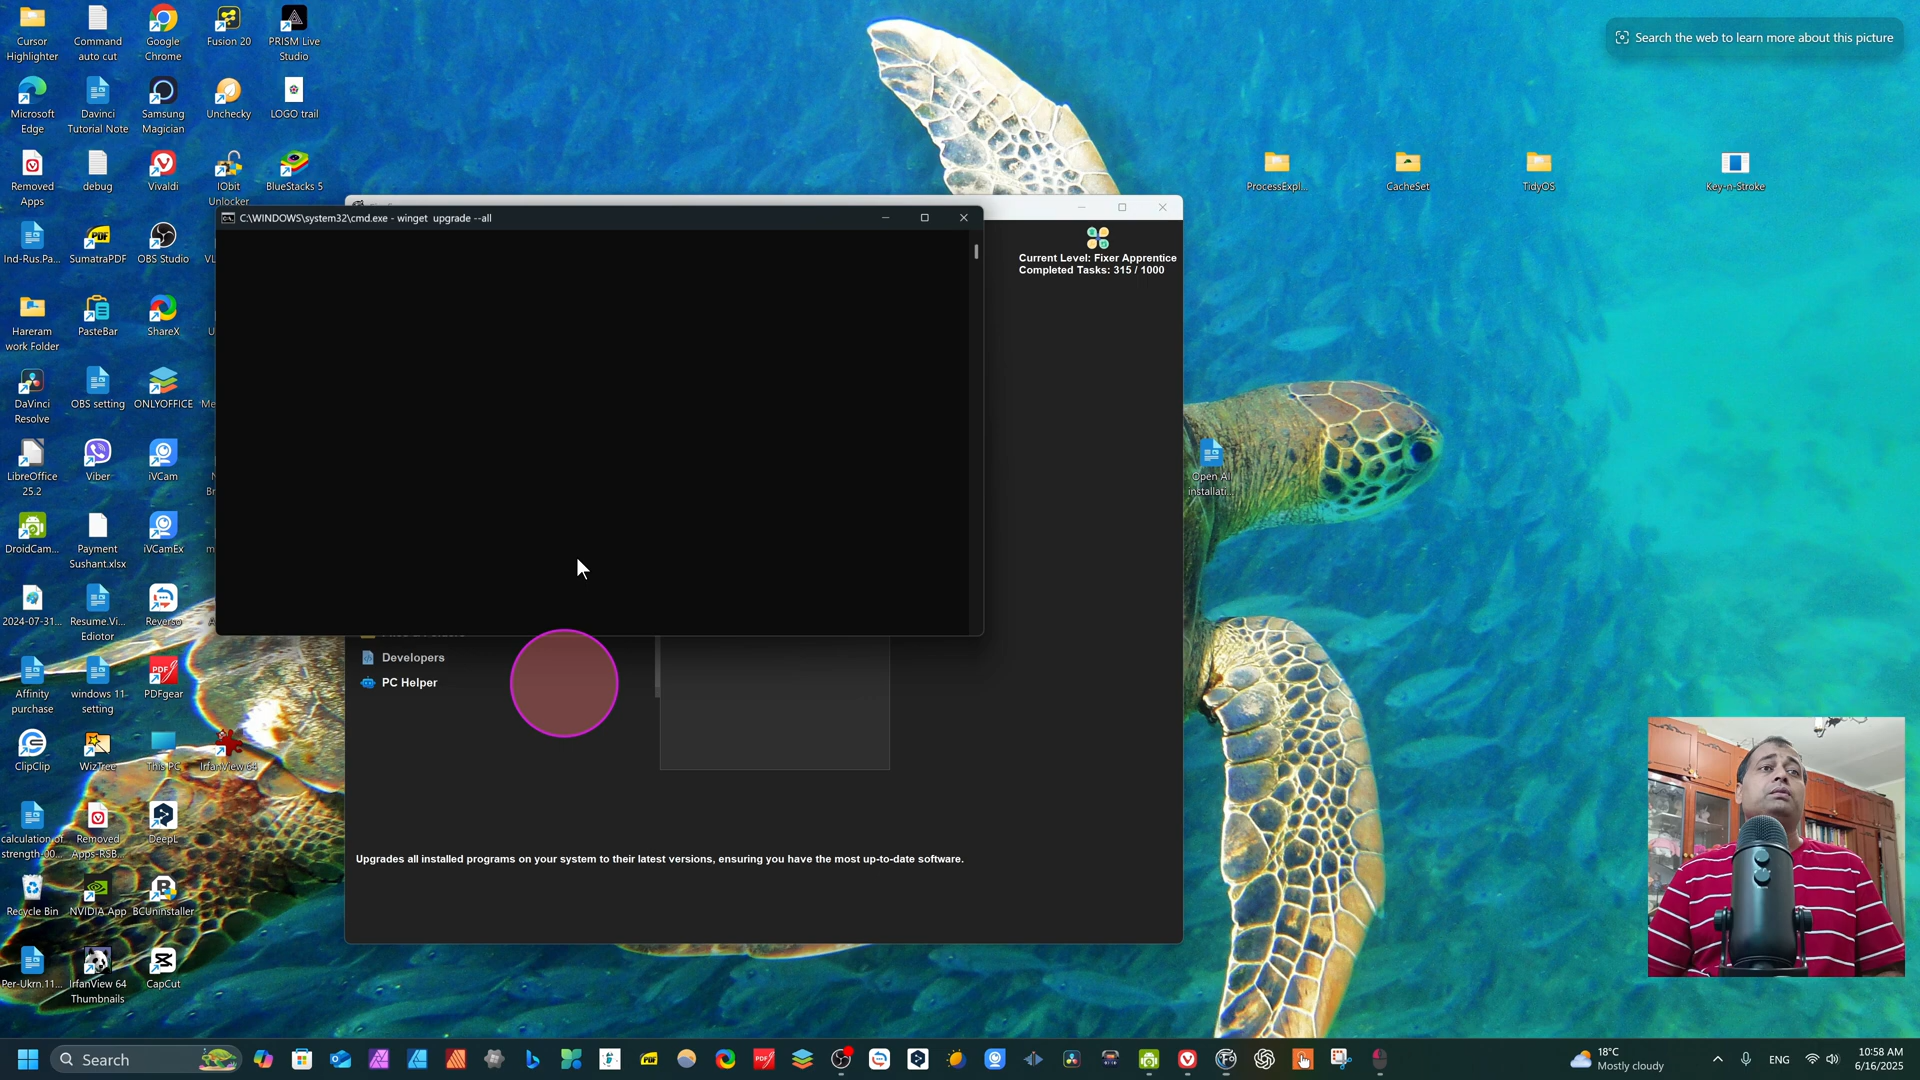 Cursor
Highlighter
Command
auto cut
Google
Chrome
Fusion 20
PRISM Live
Studio
Microsoft
Edge
Davinci
Tutorial Note
Samsung
Magician
Unchecky
LOGO trail
Removed
Apps
debug
Vivaldi
IObit
Unlocker
BlueStacks 5
Ind-Rus.Pa...
SumatraPDF
OBS Studio
VL
Hareram
work Folder
PasteBar
ShareX
U
DaVinci
Resolve
OBS setting
ONLYOFFICE
Me
LibreOffice
25.2
Viber
iVCam
N
Br
DroidCam...
Payment
Sushant.xlsx
iVCamEx
m
2024-07-31...
Resume.Vi...
Ediotor
Reverso
Affinity
purchase
windows 11
setting
PDFgear
ClipClip
WizTree
This PC
IrfanView 64
calculation of
strength-00...
Removed
Apps-RSB...
DeepL
Recycle Bin
NVIDIA App
BCUninstaller
Per-Ukrn.11...
IrfanView 64
Thumbnails
CapCut
C:\WINDOWS\system32\cmd.exe - winget  upgrade --all
Current Level: Fixer Apprentice
Completed Tasks: 315 / 1000
Developers
PC Helper
Upgrades all installed programs on your system to their latest versions, ensuring you have the most up-to-date software.
Search the web to learn more about this picture
ProcessExpl...
CacheSet
TidyOS
Key-n-Stroke
Open AI
installati...
Search
PDF
18°C
Mostly cloudy
ENG
10:58 AM
6/16/2025